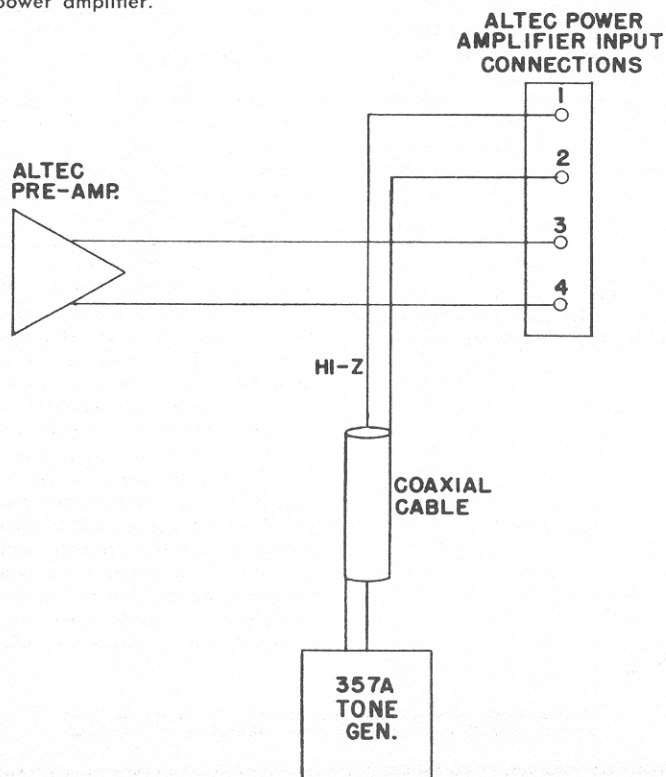 power amplifier.
ALTEC POWER
AMPLIFIER INPUT
CONNECTIONS
1
2
ALTEC
PRE-AMP.
3
4
HI-Z
COAXIAL
CABLE
357A
TONE
GEN.